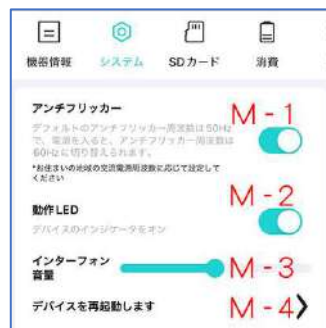 機器情報 システム SDカード 消費
アンチフリッカー M - 1
デフォルトのアンチフリッカー周波数は50Hz
で、電源を入ると、アンチフリッカー周波数は
60Hzに切り替えられます。
*お住まいの地域の交流電源周波数に応じて設定して
ください
M - 2
動作LED
デバイスのインジケータをオン
インターフォン
音量 M - 3
デバイスを再起動します M - 4